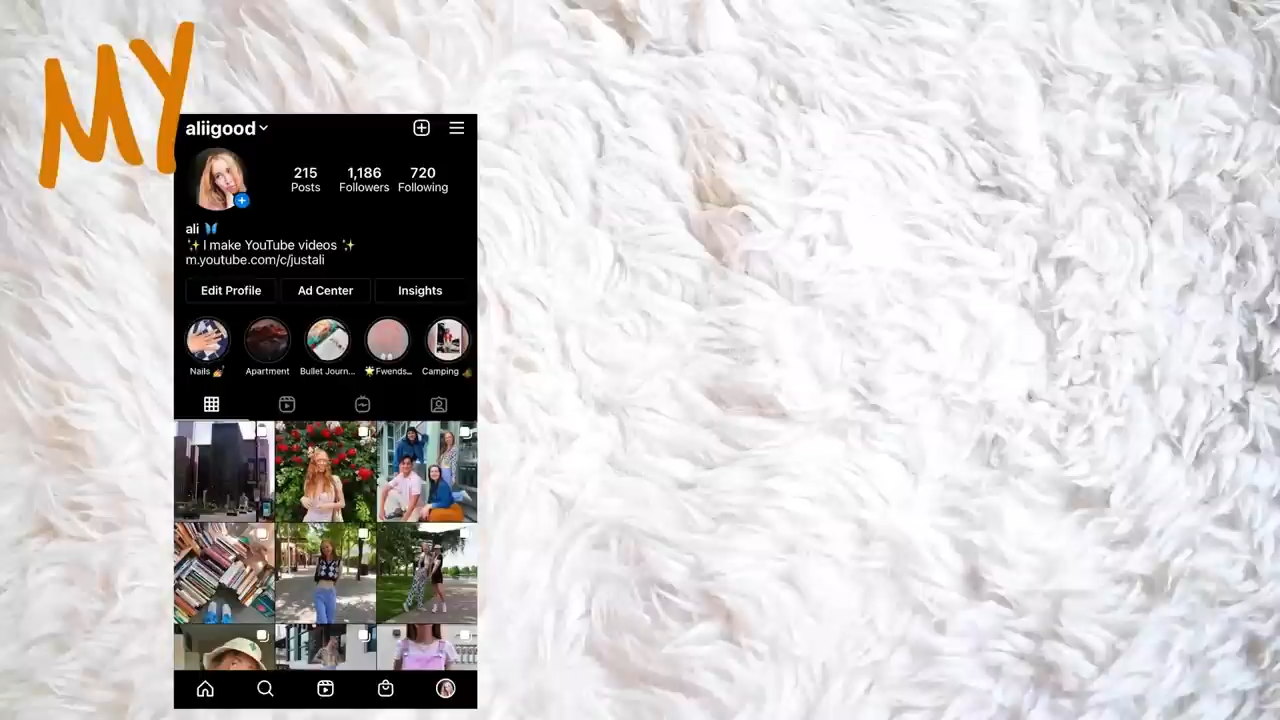 MY
aliigood
215 1,186 720
Posts Followers Following
ali
I make YouTube videos
m.youtube.com/c/justali
Edit Profile Ad Center Insights
Nails Apartment Bullet Journ... Fwends... Camping